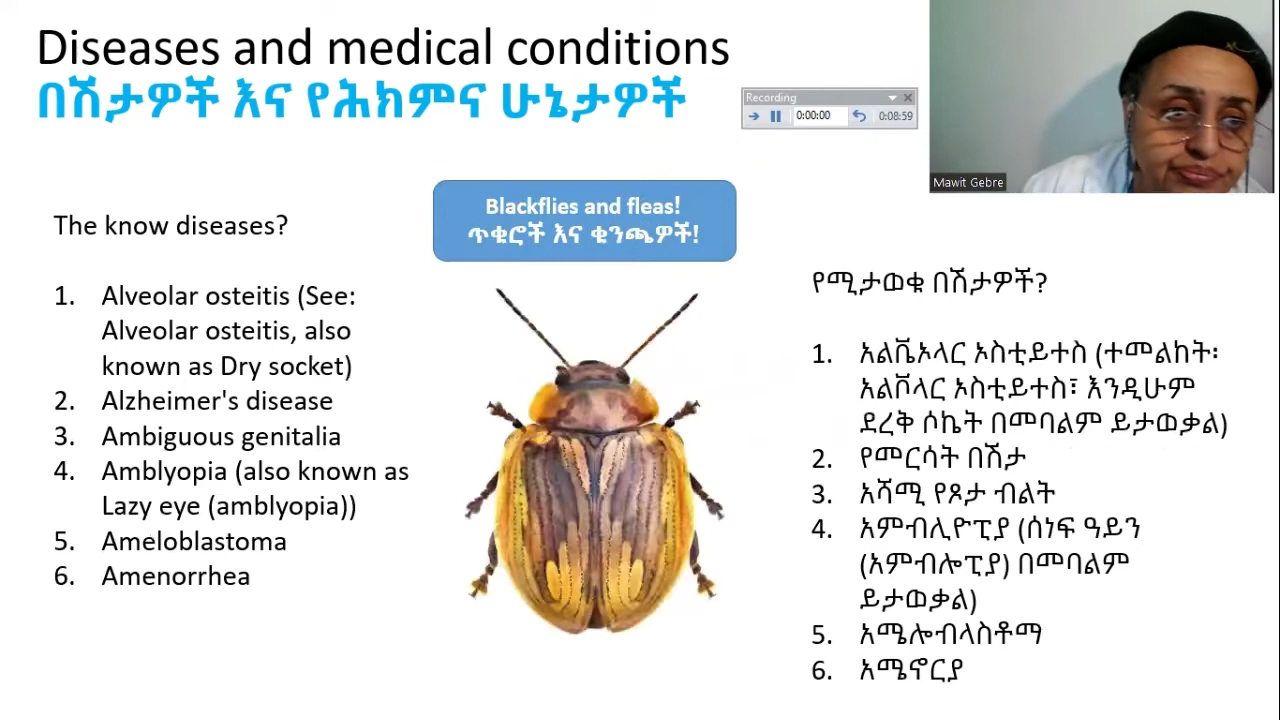 Diseases and medical conditions
በሽታዎች እና የሕክምና ሁኔታዎች
Recording
0:00:00
0:08:59
Mawit Gebre
Blackflies and fleas!
ጥቁሮች እና ቁንጫዎች!
The know diseases?
1. Alveolar osteitis (See:
Alveolar osteitis, also
known as Dry socket)
2. Alzheimer's disease
3. Ambiguous genitalia
4. Amblyopia (also known as
Lazy eye (amblyopia))
5. Ameloblastoma
6. Amenorrhea
የሚታወቁ በሽታዎች?
1. አልቬኦላር ኦስቲይተስ (ተመልከት፡
አልቮላር ኦስቲይተስ፣ እንዲሁም
ደረቅ ሶኬት በመባልም ይታወቃል)
2. የመርሳት በሽታ
3. አሻሚ የጾታ ብልት
4. አምብሊዮፒያ (ሰነፍ ዓይን
(አምብሎፒያ) በመባልም
ይታወቃል)
5. አሜሎብላስቶማ
6. አሜኖርያ